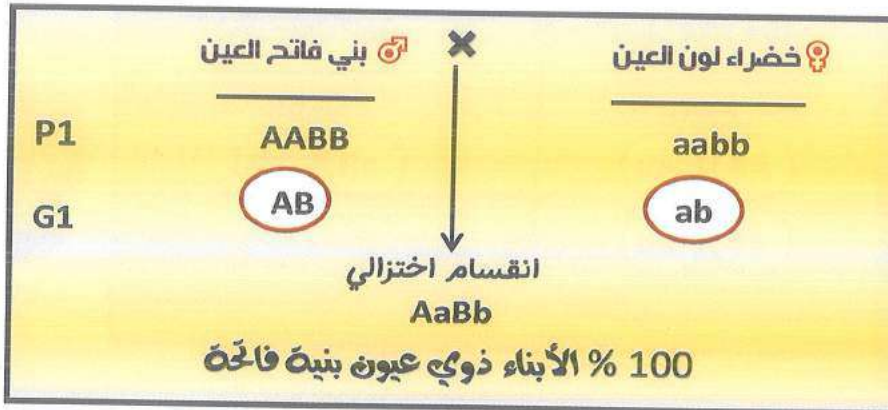 ♀ خضراء لون العين × ♂ بني فاتح العين
P1 AABB aabb
G1 AB ab
انقسام اختزالي
AaBb
100 % الأبناء ذوي عيون بنية فاتحة